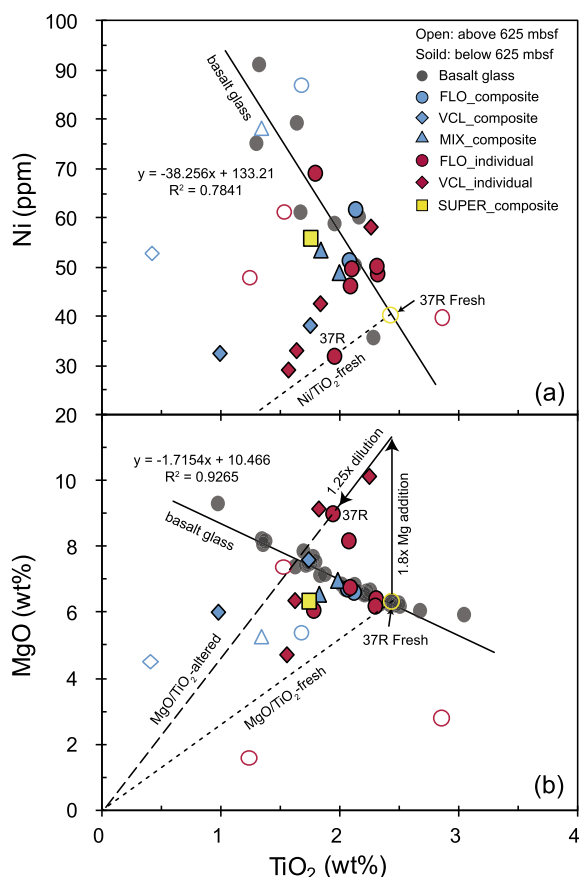 Open: above 625 mbsf
Soild: below 625 mbsf
Basalt glass
FLO_composite
VCL_composite
MIX_composite
FLO_individual
VCL_individual
SUPER_composite
100
90
80
70
60
50
40
30
20
Ni (ppm)
basalt glass
y = -38.256x + 133.21
R² = 0.7841
37R Fresh
37R
Ni/TiO₂-fresh
(a)
10
8
6
4
2
0
MgO (wt%)
y = -1.7154x + 10.466
R² = 0.9265
basalt glass
1.25x dilution
37R
1.8x Mg addition
37R Fresh
MgO/TiO₂-altered
MgO/TiO₂-fresh
(b)
0
1
2
3
4
TiO₂ (wt%)